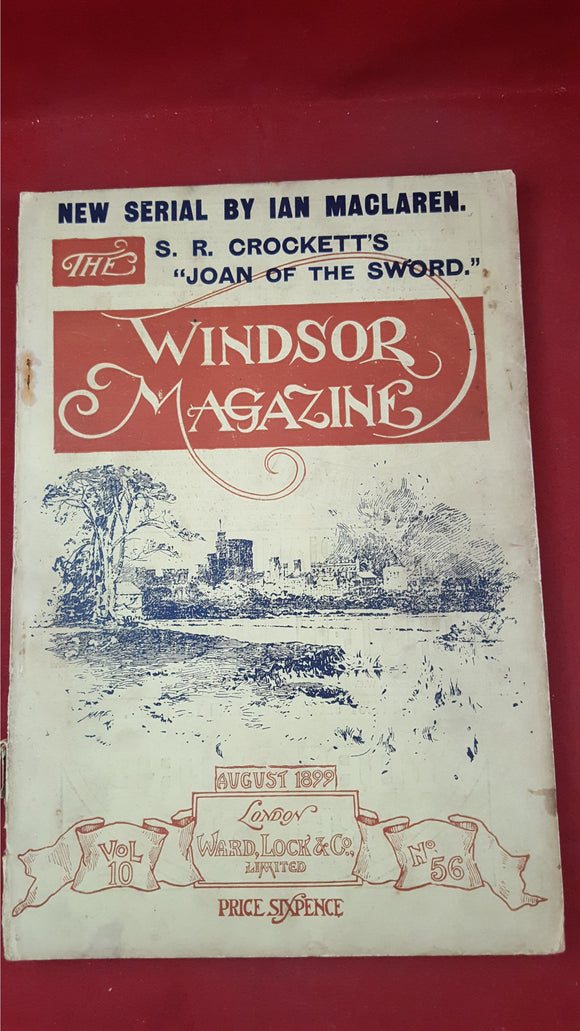 NEW SERIAL BY IAN MACLAREN.
THE
S. R. CROCKETT'S
"JOAN OF THE SWORD."
WINDSOR
MAGAZINE
AUGUST 1899
LONDON
WARD, LOCK & CO.,
LIMITED
VOL
10
No.
56
PRICE SIXPENCE